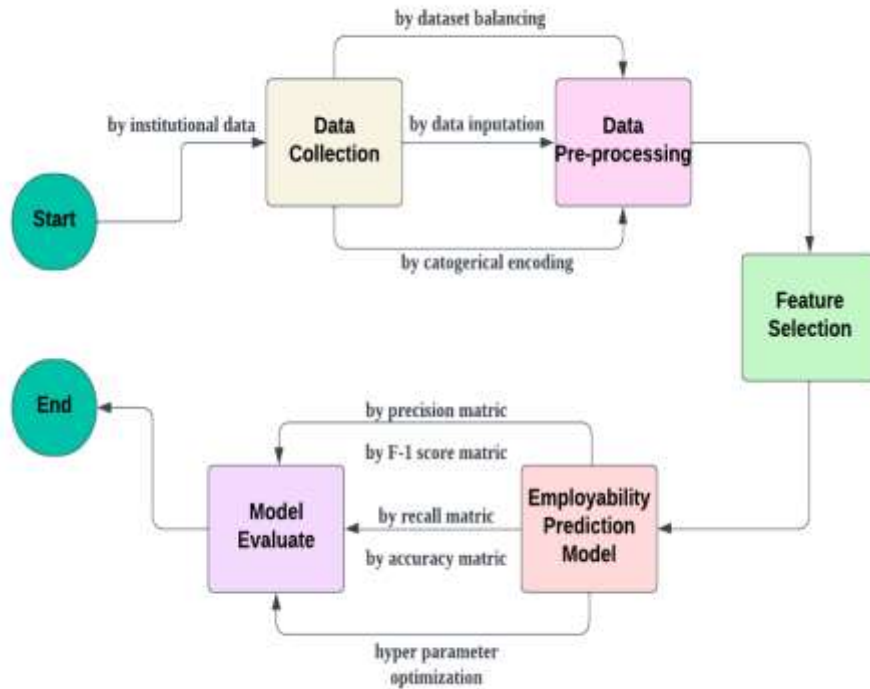 by dataset balancing
by institutional data
Data
Collection
by data inputation
Data
Pre-processing
Start
by catogerical encoding
Feature
Selection
End
by precision matric
by F-1 score matric
Model
Evaluate
by recall matric
by accuracy matric
Employability
Prediction
Model
hyper parameter
optimization